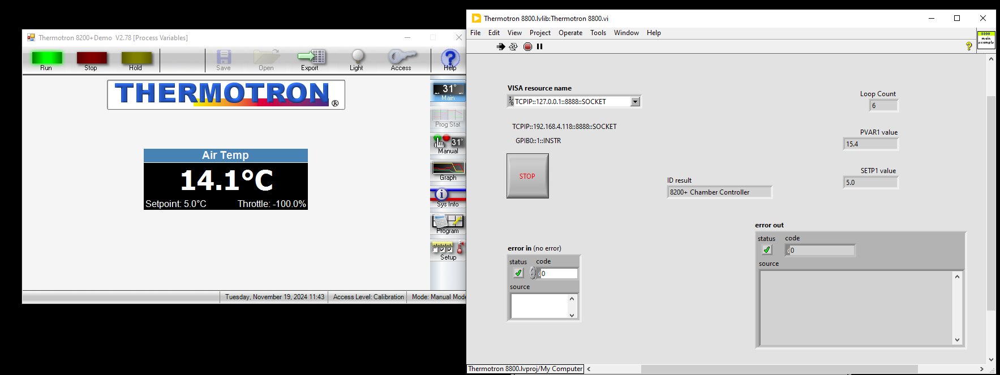 Thermotron 8200+Demo V2.78 [Process Variables]
Run
Stop
Hold
Save
Open
Export
Light
Access
Help
THERMOTRON®
Air Temp
14.1°C
Setpoint: 5.0°C
Throttle: -100.0%
31°
Main
Prog Stat
31°
Manual
Graph
Sys Info
Program
Setup
Tuesday, November 19, 2024 11:43
Access Level: Calibration
Mode: Manual Mode
Thermotron 8800.lvlib:Thermotron 8800.vi
File Edit View Project Operate Tools Window Help
8800
main
example
VISA resource name
TCPIP::127.0.0.1::8888::SOCKET
TCPIP::192.168.4.118::8888::SOCKET
GPIB0::1::INSTR
STOP
Loop Count
6
PVAR1 value
15.4
SETP1 value
5.0
ID result
8200+ Chamber Controller
error in (no error)
status code
d0
source
error out
status code
d0
source
Thermotron 8800.lvproj/My Computer